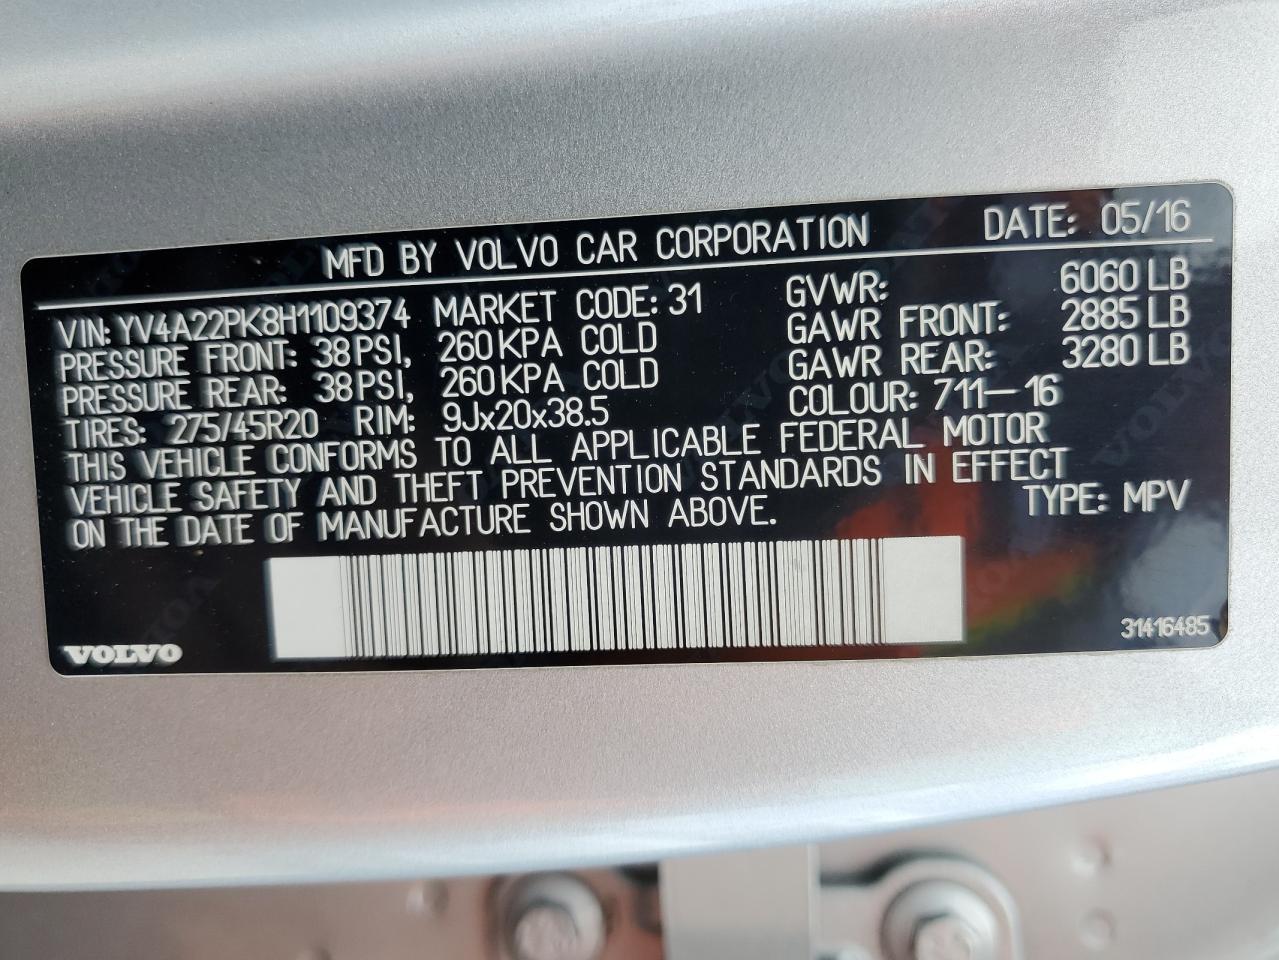 MFD BY VOLVO CAR CORPORATION DATE: 05/16
VIN: YV4A22PK8H1109374 MARKET CODE: 31 GVWR: 6060 LB
PRESSURE FRONT: 38 PSI, 260 KPA COLD GAWR FRONT: 2885 LB
PRESSURE REAR: 38 PSI, 260 KPA COLD GAWR REAR: 3280 LB
TIRES: 275/45R20 RIM: 9Jx20x38.5 COLOUR: 711-16
THIS VEHICLE CONFORMS TO ALL APPLICABLE FEDERAL MOTOR
VEHICLE SAFETY AND THEFT PREVENTION STANDARDS IN EFFECT
ON THE DATE OF MANUFACTURE SHOWN ABOVE. TYPE: MPV
VOLVO 31416485